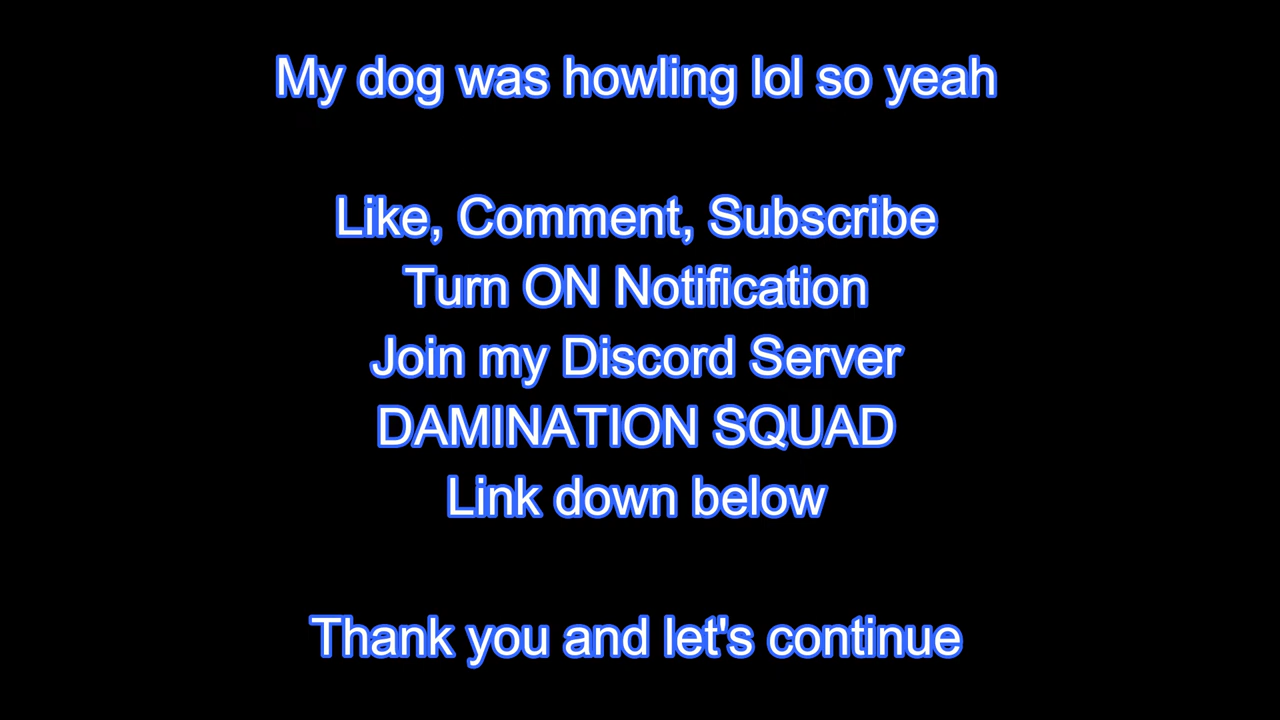 My dog was howling lol so yeah
Like, Comment, Subscribe
Turn ON Notification
Join my Discord Server
DAMINATION SQUAD
Link down below
Thank you and let's continue